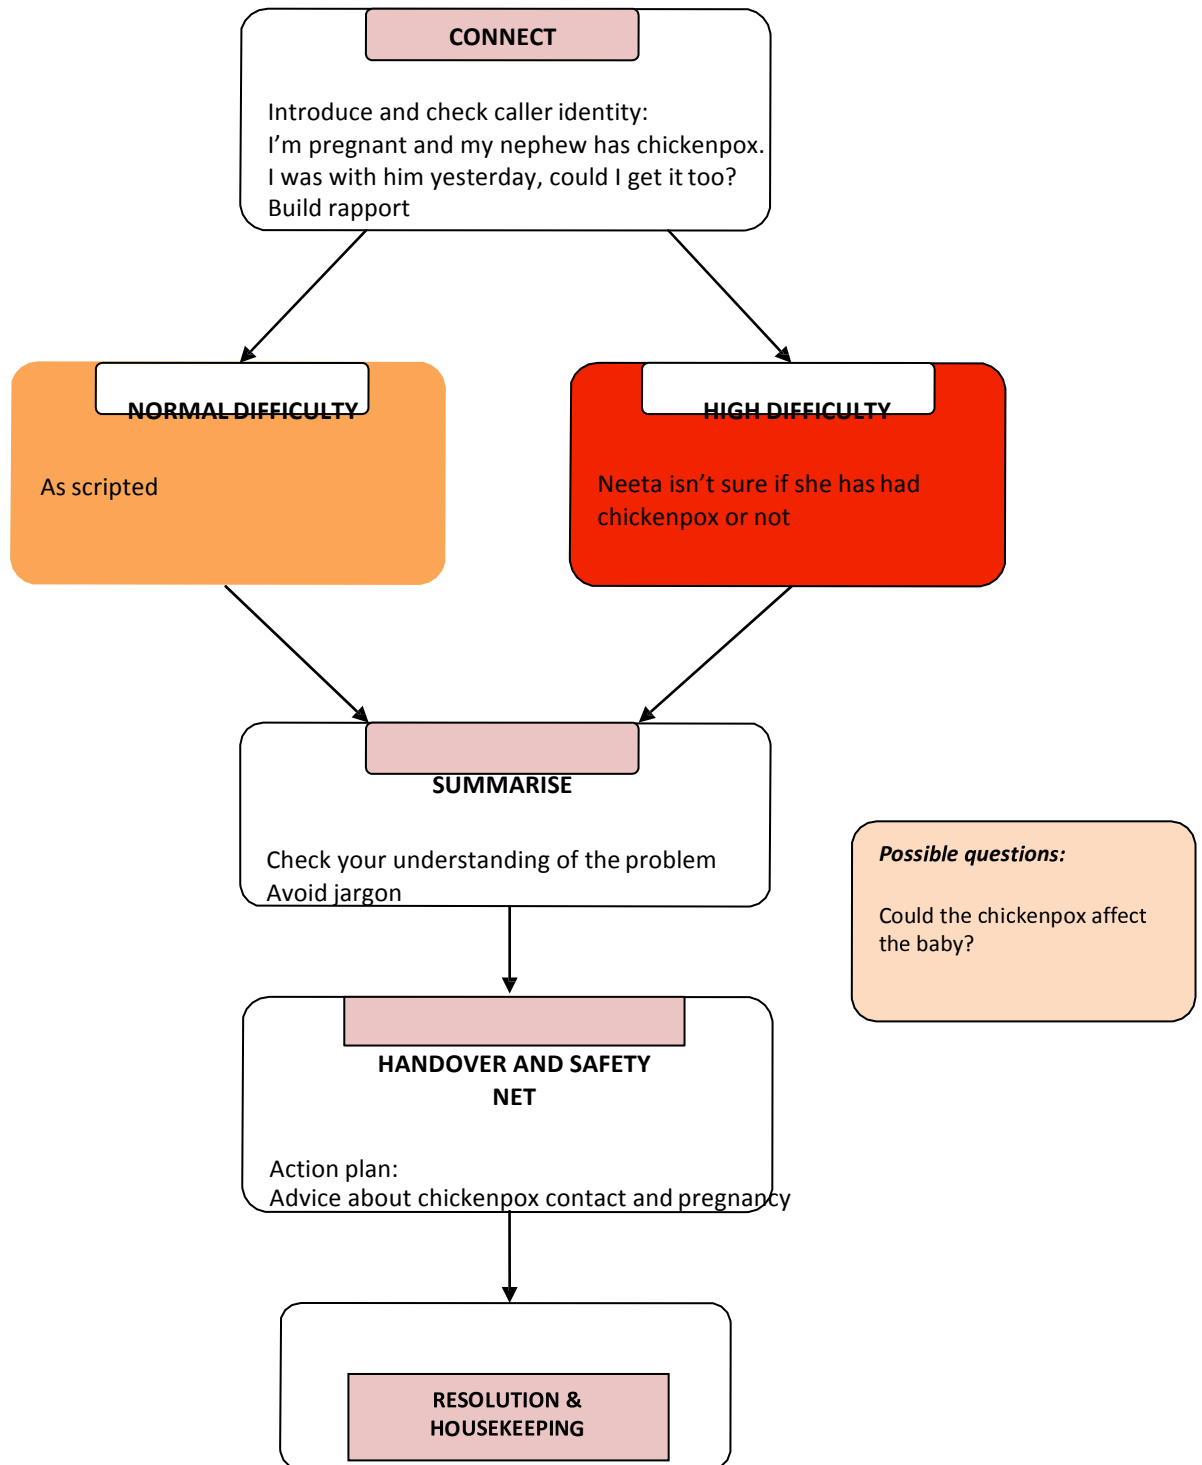 CONNECT
Introduce and check caller identity:
I’m pregnant and my nephew has chickenpox.
I was with him yesterday, could I get it too?
Build rapport
NORMAL DIFFICULTY
As scripted
HIGH DIFFICULTY
Neeta isn’t sure if she has had
chickenpox or not
SUMMARISE
Check your understanding of the problem
Avoid jargon
Possible questions:
Could the chickenpox affect
the baby?
HANDOVER AND SAFETY
NET
Action plan:
Advice about chickenpox contact and pregnancy
RESOLUTION &
HOUSEKEEPING